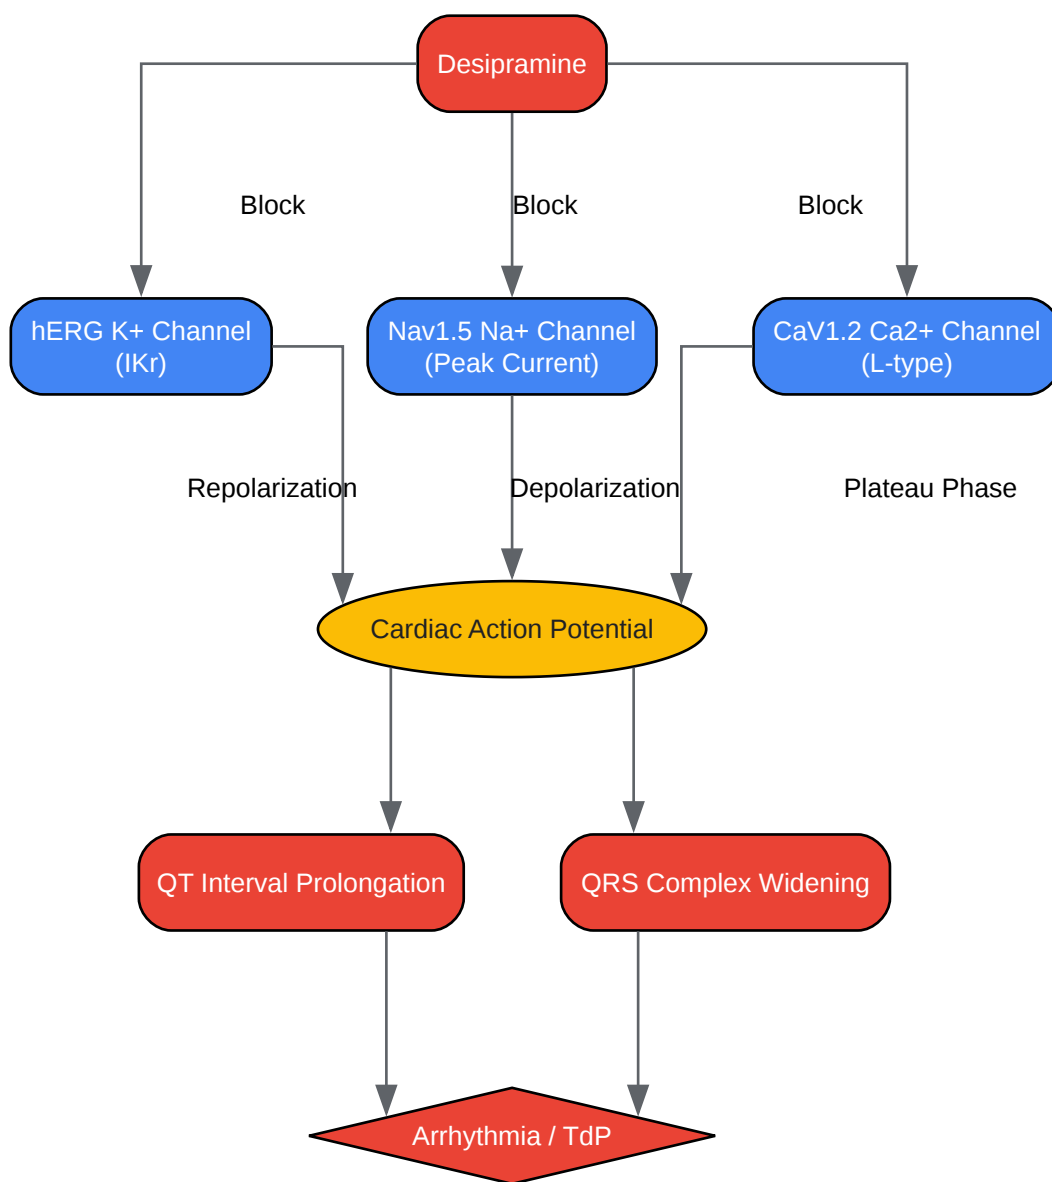 Desipramine
Block
Block
Block
hERG K+ Channel
(IKr)
Nav1.5 Na+ Channel
(Peak Current)
CaV1.2 Ca2+ Channel
(L-type)
Repolarization
Depolarization
Plateau Phase
Cardiac Action Potential
QT Interval Prolongation
QRS Complex Widening
Arrhythmia / TdP